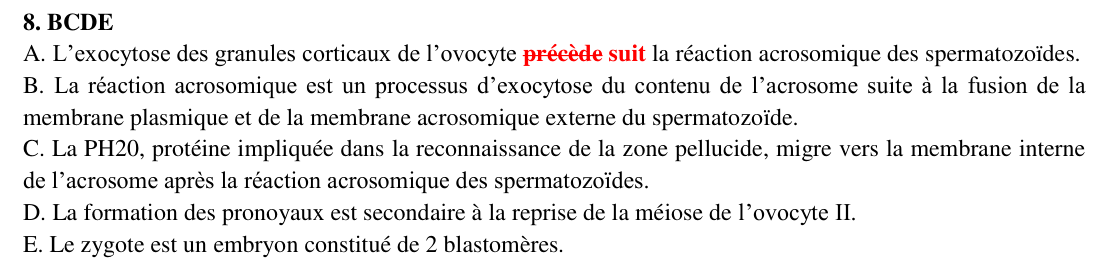 8. BCDE
A. L’exocytose des granules corticaux de l’ovocyte précède suit la réaction acrosomique des spermatozoïdes.
B. La réaction acrosomique est un processus d’exocytose du contenu de l’acrosome suite à la fusion de la
membrane plasmique et de la membrane acrosomique externe du spermatozoïde.
C. La PH20, protéine impliquée dans la reconnaissance de la zone pellucide, migre vers la membrane interne
de l’acrosome après la réaction acrosomique des spermatozoïdes.
D. La formation des pronoyaux est secondaire à la reprise de la méiose de l’ovocyte II.
E. Le zygote est un embryon constitué de 2 blastomères.